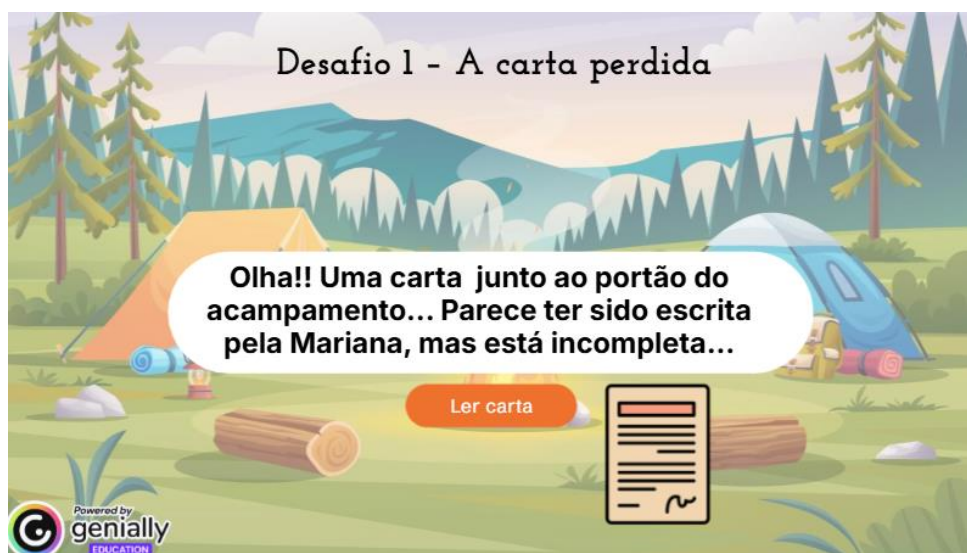 Desafio 1 - A carta perdida
Olha!! Uma carta junto ao portão do
acampamento... Parece ter sido escrita
pela Mariana, mas está incompleta...
Ler carta
Powered by
genially
EDUCATION